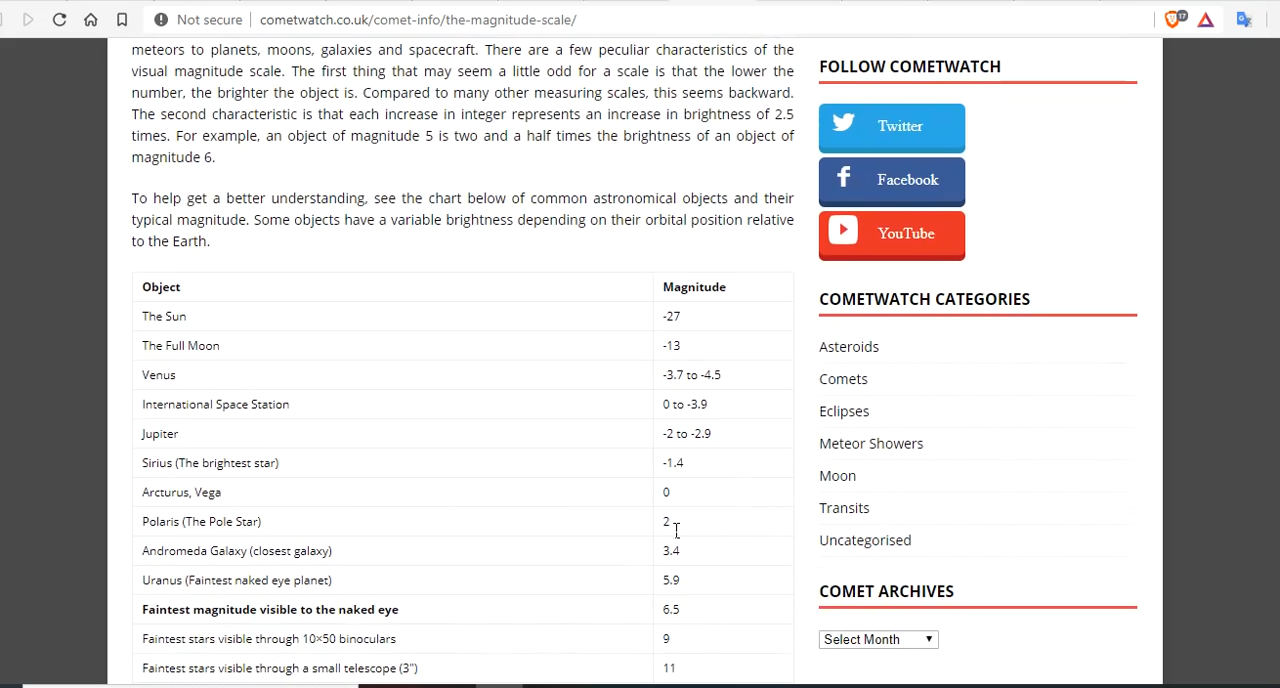 Not secure | cometwatch.co.uk/comet-info/the-magnitude-scale/
17
meteors to planets, moons, galaxies and spacecraft. There are a few peculiar characteristics of the
visual magnitude scale. The first thing that may seem a little odd for a scale is that the lower the
number, the brighter the object is. Compared to many other measuring scales, this seems backward.
The second characteristic is that each increase in integer represents an increase in brightness of 2.5
times. For example, an object of magnitude 5 is two and a half times the brightness of an object of
magnitude 6.
To help get a better understanding, see the chart below of common astronomical objects and their
typical magnitude. Some objects have a variable brightness depending on their orbital position relative
to the Earth.
Object Magnitude
The Sun -27
The Full Moon -13
Venus -3.7 to -4.5
International Space Station 0 to -3.9
Jupiter -2 to -2.9
Sirius (The brightest star) -1.4
Arcturus, Vega 0
Polaris (The Pole Star) 2
Andromeda Galaxy (closest galaxy) 3.4
Uranus (Faintest naked eye planet) 5.9
Faintest magnitude visible to the naked eye 6.5
Faintest stars visible through 10×50 binoculars 9
Faintest stars visible through a small telescope (3") 11
FOLLOW COMETWATCH
Twitter
Facebook
YouTube
COMETWATCH CATEGORIES
Asteroids
Comets
Eclipses
Meteor Showers
Moon
Transits
Uncategorised
COMET ARCHIVES
Select Month